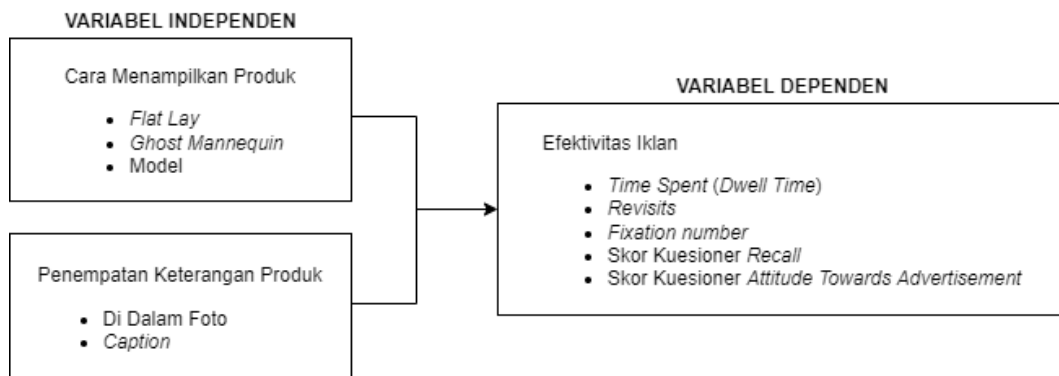 VARIABEL INDEPENDEN
Cara Menampilkan Produk
• Flat Lay
• Ghost Mannequin
• Model
Penempatan Keterangan Produk
• Di Dalam Foto
• Caption
VARIABEL DEPENDEN
Efektivitas Iklan
• Time Spent (Dwell Time)
• Revisits
• Fixation number
• Skor Kuesioner Recall
• Skor Kuesioner Attitude Towards Advertisement